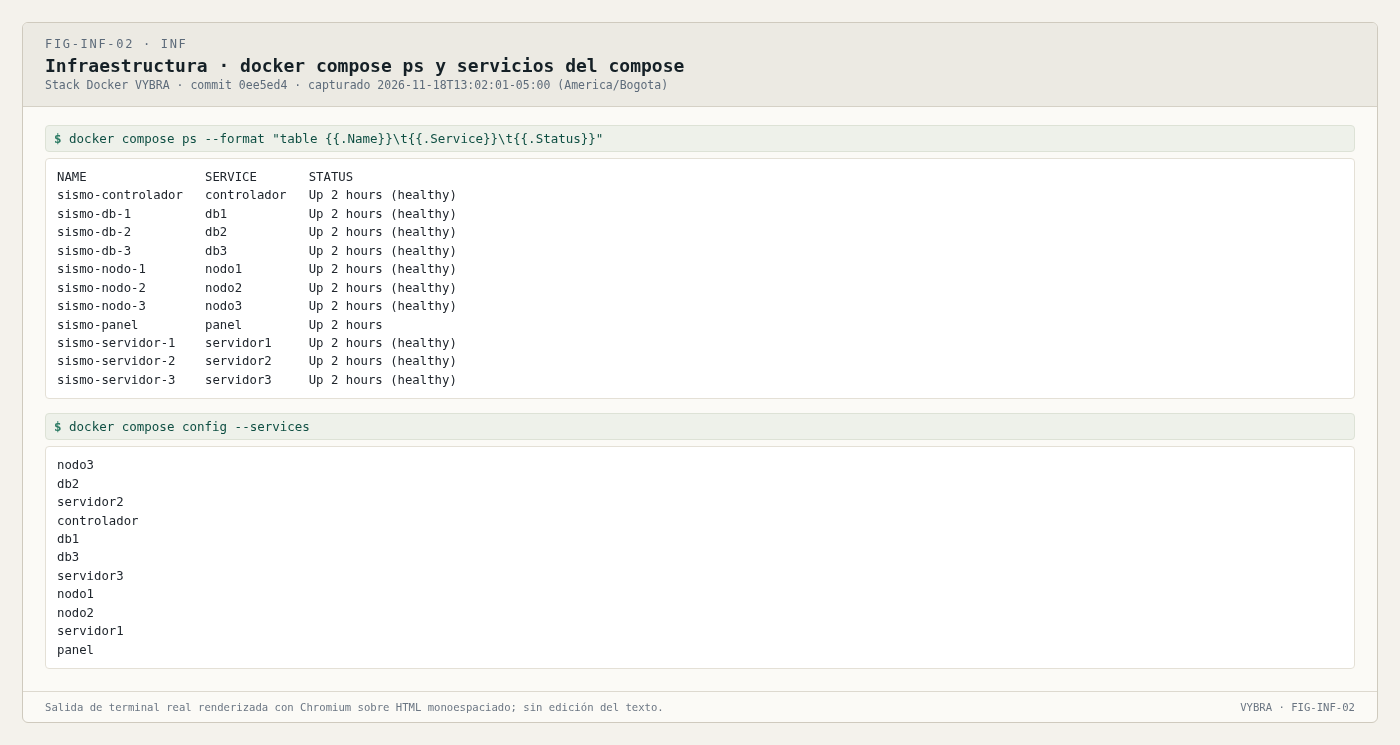 FIG-INF-02 · INF
Infraestructura · docker compose ps y servicios del compose
Stack Docker VYBRA · commit 0ee5ed4 · capturado 2026-11-18T13:02:01-05:00 (America/Bogota)
$ docker compose ps --format "table {{.Name}}\t{{.Service}}\t{{.Status}}"
NAME                SERVICE       STATUS
sismo-controlador   controlador   Up 2 hours (healthy)
sismo-db-1          db1           Up 2 hours (healthy)
sismo-db-2          db2           Up 2 hours (healthy)
sismo-db-3          db3           Up 2 hours (healthy)
sismo-nodo-1        nodo1         Up 2 hours (healthy)
sismo-nodo-2        nodo2         Up 2 hours (healthy)
sismo-nodo-3        nodo3         Up 2 hours (healthy)
sismo-panel         panel         Up 2 hours
sismo-servidor-1    servidor1     Up 2 hours (healthy)
sismo-servidor-2    servidor2     Up 2 hours (healthy)
sismo-servidor-3    servidor3     Up 2 hours (healthy)
$ docker compose config --services
nodo3
db2
servidor2
controlador
db1
db3
servidor3
nodo1
nodo2
servidor1
panel
Salida de terminal real renderizada con Chromium sobre HTML monoespaciado; sin edición del texto.
VYBRA · FIG-INF-02